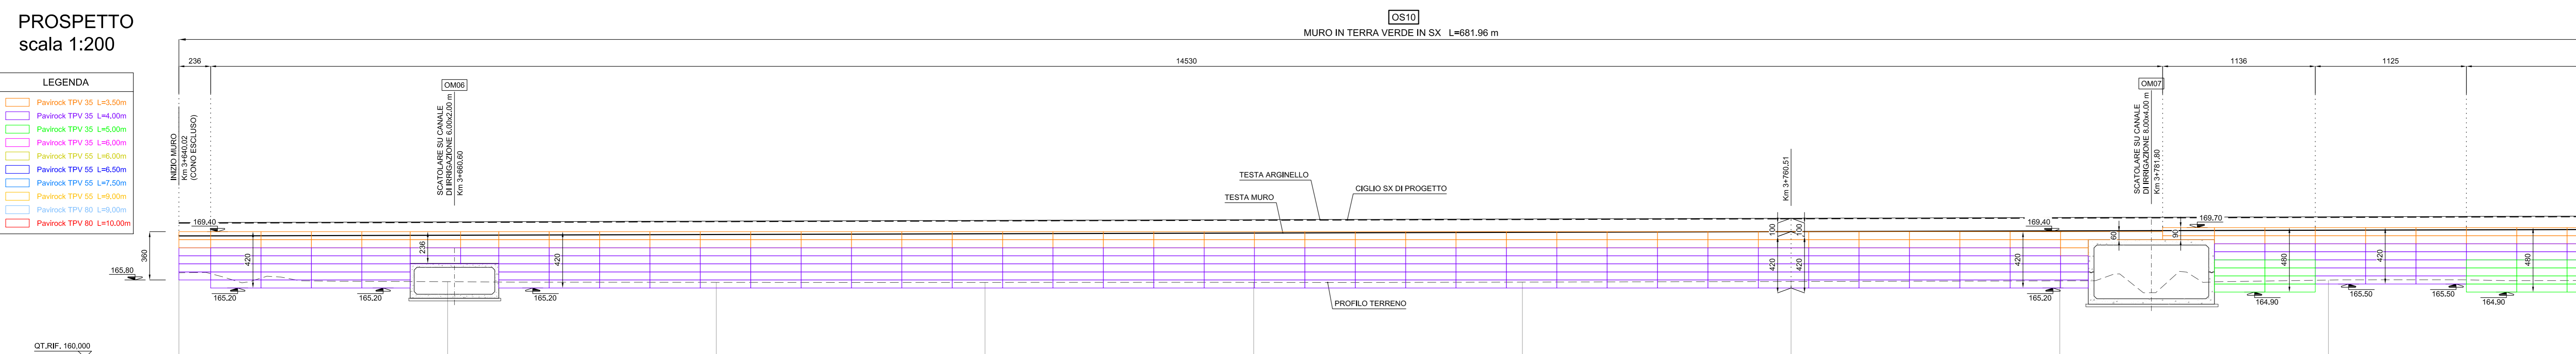 PROSPETTO
scala 1:200
OS10
MURO IN TERRA VERDE IN SX L=681.96 m
236
14530
1136
1125
LEGENDA
Pavirock TPV 35 L=3,50m
Pavirock TPV 35 L=4,00m
Pavirock TPV 35 L=5,00m
Pavirock TPV 35 L=6,00m
Pavirock TPV 55 L=6,00m
Pavirock TPV 55 L=6,50m
Pavirock TPV 55 L=7,50m
Pavirock TPV 55 L=9,00m
Pavirock TPV 80 L=9,00m
Pavirock TPV 80 L=10,00m
INIZIO MURO
Km 3+640,02
(CONO ESCLUSO)
OM06
SCATOLARE SU CANALE
DI IRRIGAZIONE 6.00x2.00 m
Km 3+660,60
TESTA ARGINELLO
CIGLIO SX DI PROGETTO
TESTA MURO
Km 3+760,51
OM07
SCATOLARE SU CANALE
DI IRRIGAZIONE 8.00x4.00 m
Km 3+781,80
169,40
169,40
169,70
360
420
236
420
100
100
420
420
420
60
90
480
420
480
165,80
165,20
165,20
165,20
PROFILO TERRENO
165,20
164,90
165,50
165,50
164,90
QT.RIF. 160,000